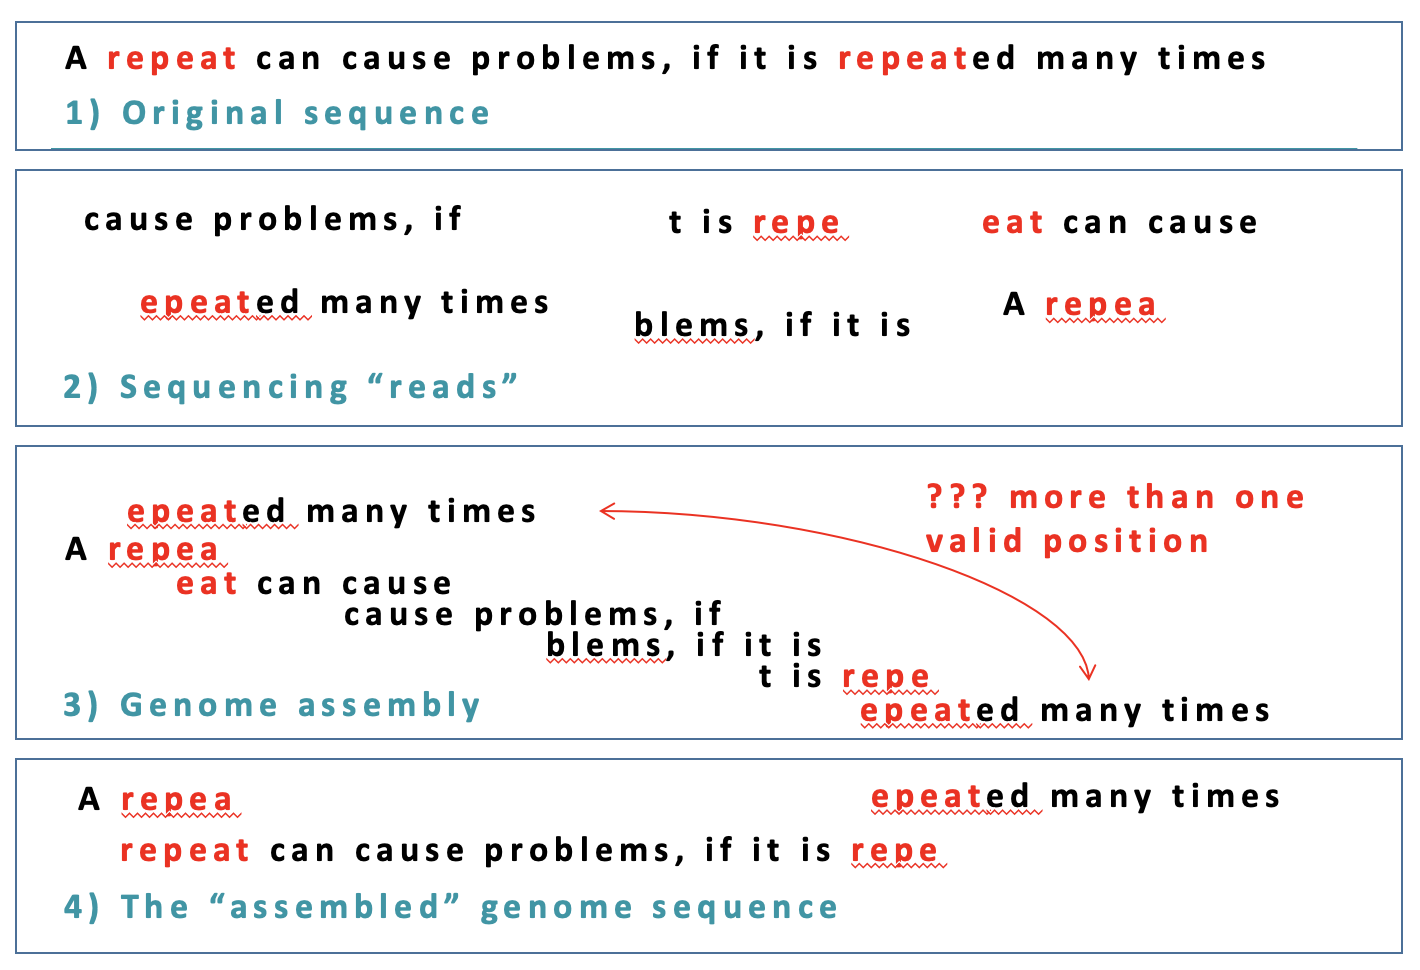 A repeat can cause problems, if it is repeated many times
1) Original sequence
cause problems, if
t is repe
eat can cause
epeated many times
blems, if it is
A repea
2) Sequencing “reads”
epeated many times
??? more than one
valid position
A repea
eat can cause
cause problems, if
blems, if it is
t is repe
epeated many times
3) Genome assembly
A repea
epeated many times
repeat can cause problems, if it is repe
4) The “assembled” genome sequence